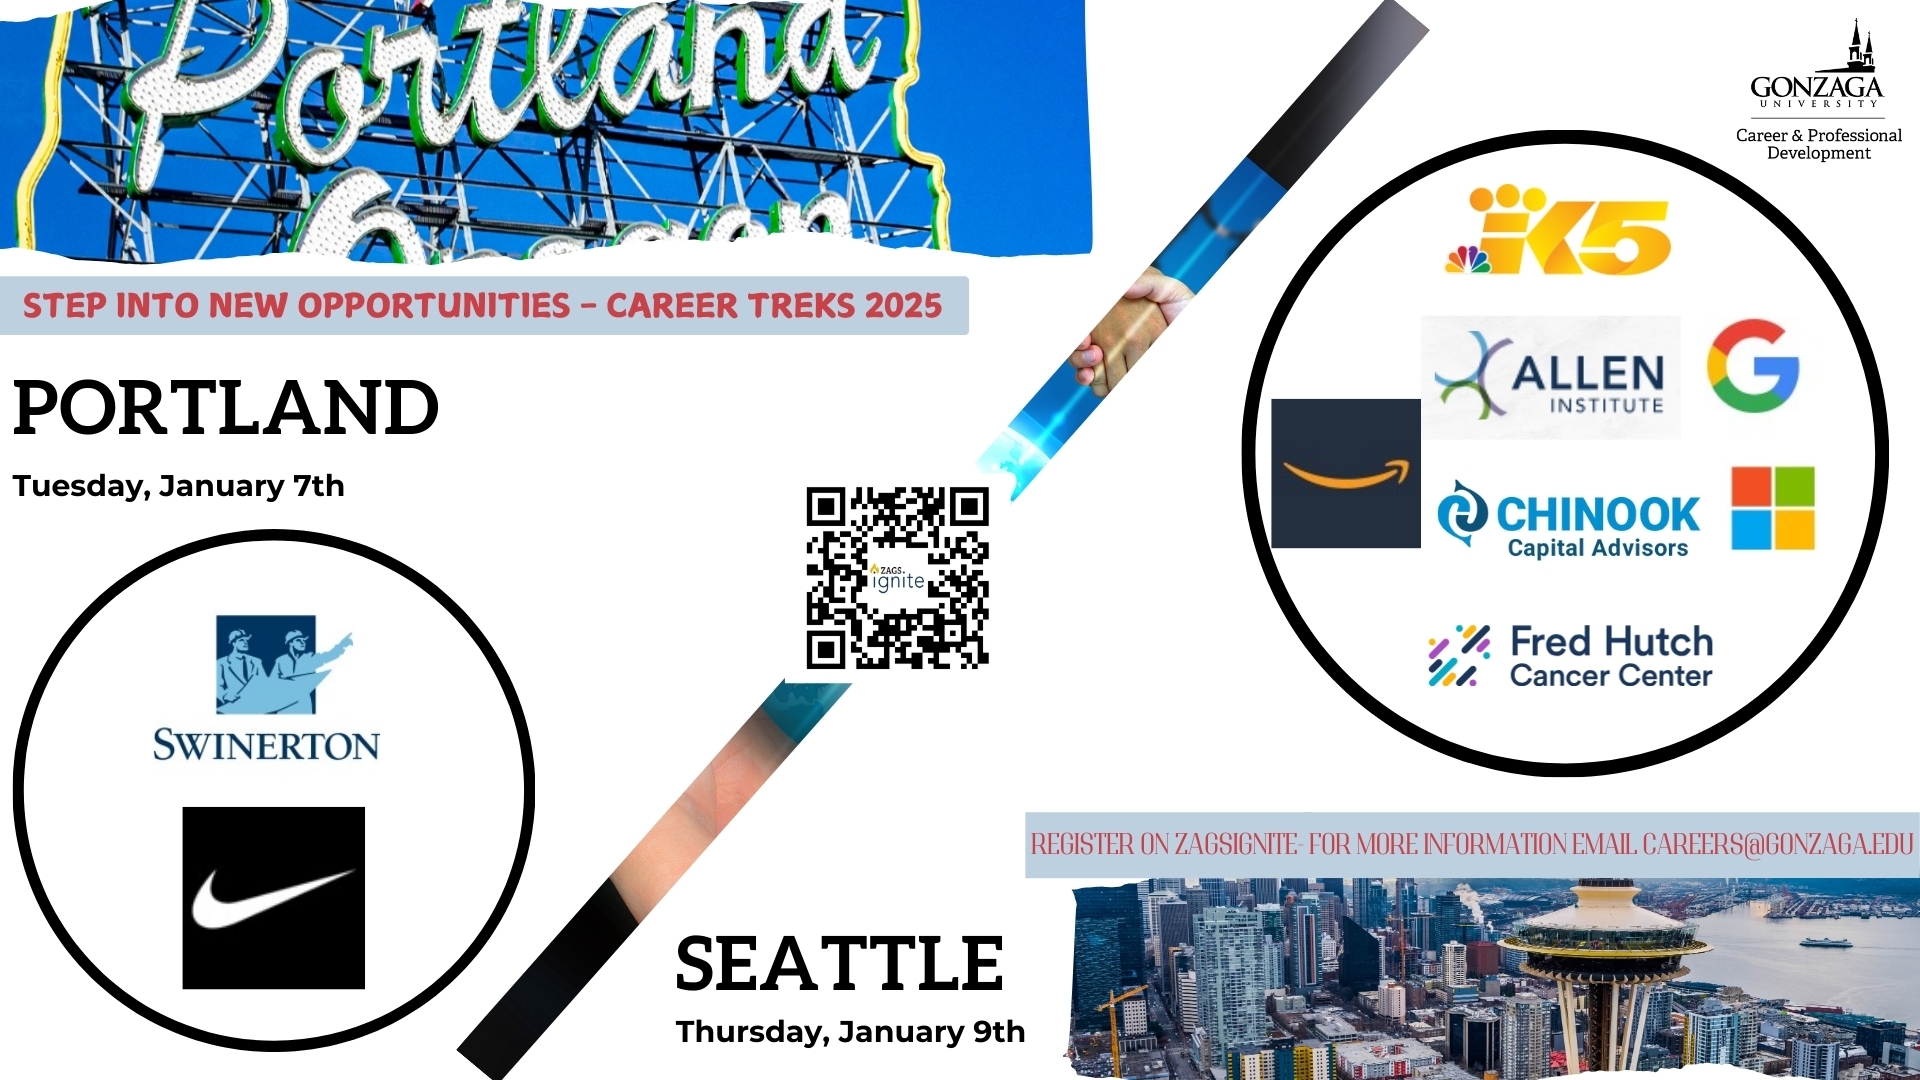 Portland
Oregon
GONZAGA
UNIVERSITY
Career & Professional
Development
STEP INTO NEW OPPORTUNITIES - CAREER TREKS 2025
PORTLAND
Tuesday, January 7th
SWINERTON
K5
ALLEN
INSTITUTE
CHINOOK
Capital Advisors
Fred Hutch
Cancer Center
ZAGS
ignite
REGISTER ON ZAGSIGNITE- FOR MORE INFORMATION EMAIL CAREERS@GONZAGA.EDU
SEATTLE
Thursday, January 9th